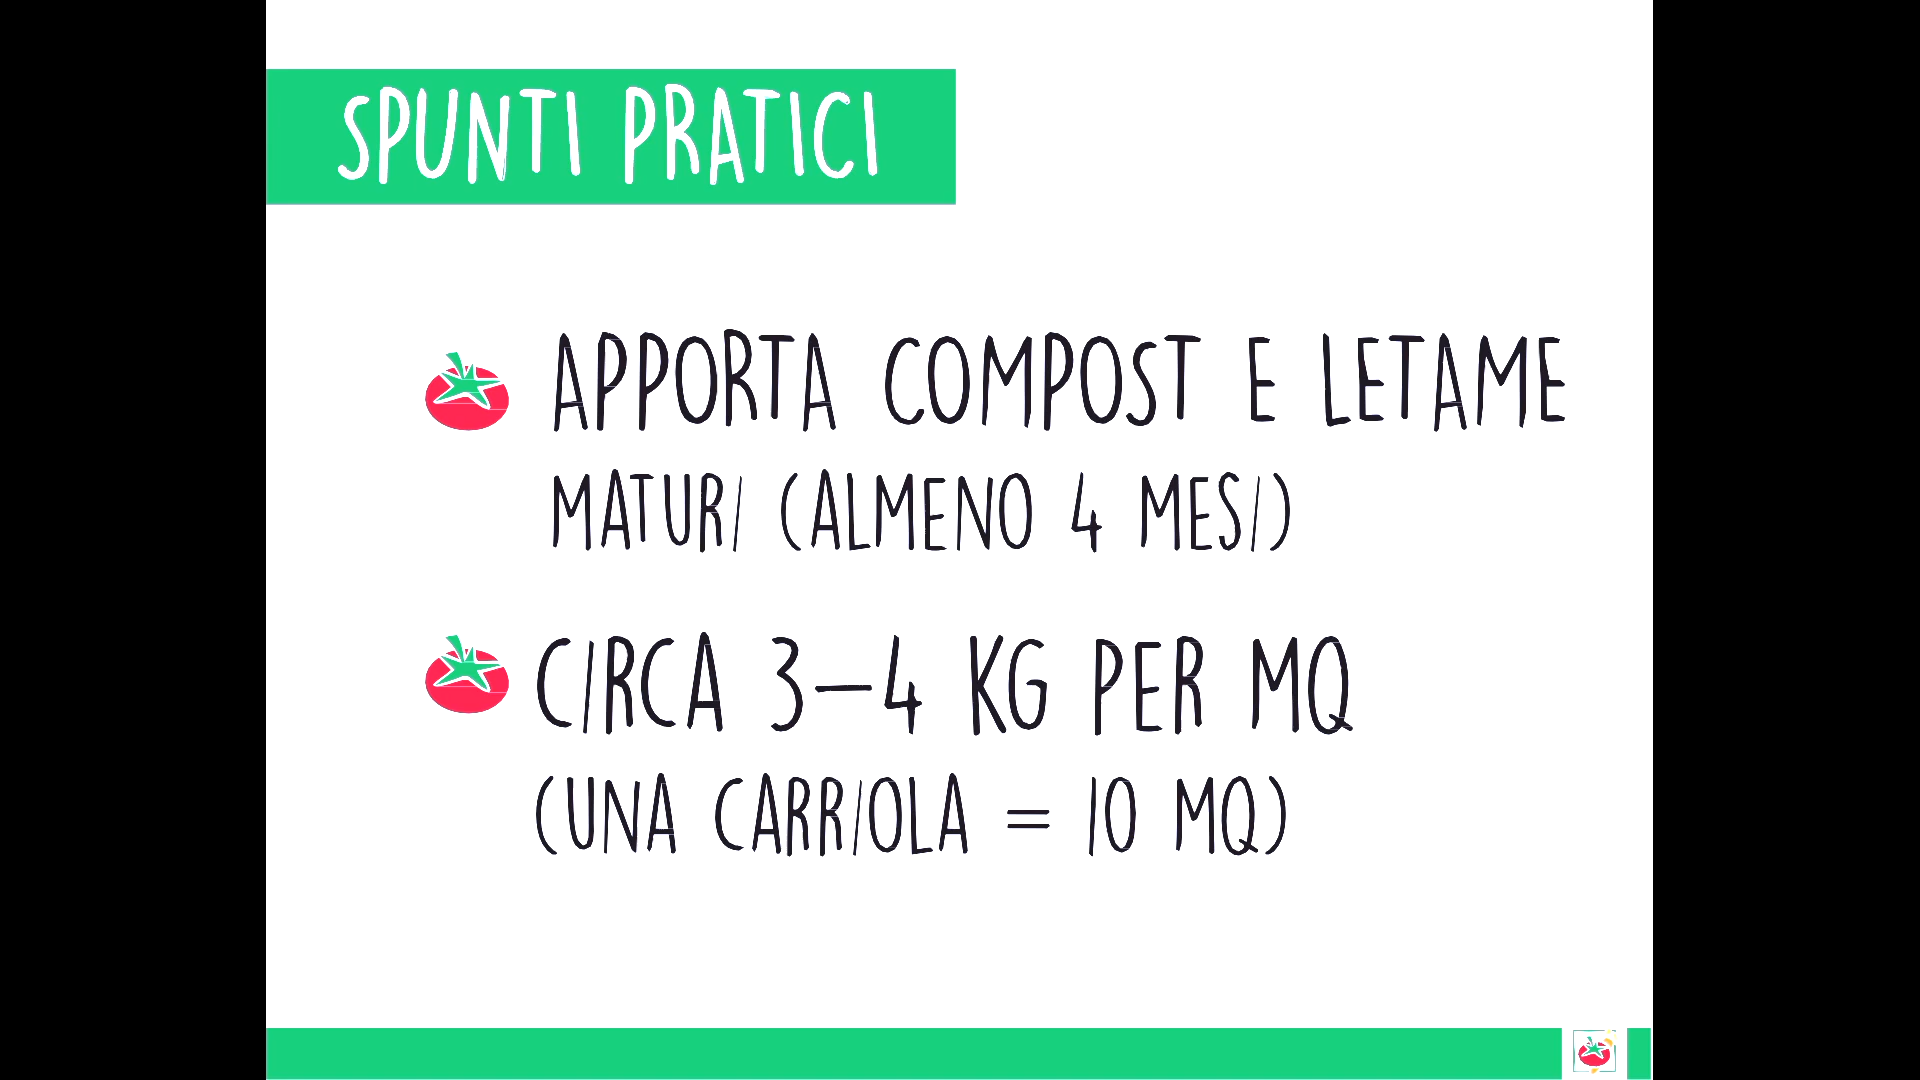 SPUNTI PRATICI
APPORTA COMPOST E LETAME
MATURI (ALMENO 4 MESI)
CIRCA 3-4 KG PER MQ
(UNA CARRIOLA = 10 MQ)